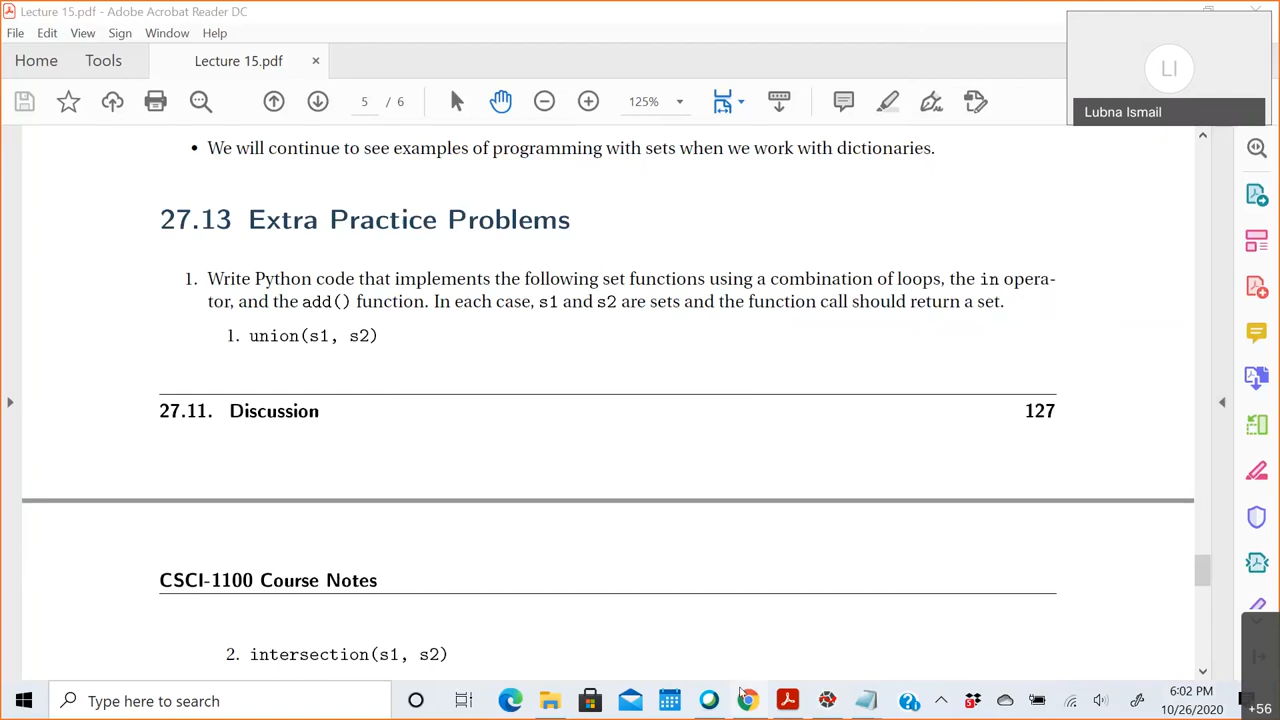 Lecture 15.pdf - Adobe Acrobat Reader DC
File Edit View Sign Window Help
Home Tools Lecture 15.pdf ×
5 / 6 125%
LI
Lubna Ismail
• We will continue to see examples of programming with sets when we work with dictionaries.
27.13 Extra Practice Problems
1. Write Python code that implements the following set functions using a combination of loops, the in opera-
tor, and the add() function. In each case, s1 and s2 are sets and the function call should return a set.
1. union(s1, s2)
27.11. Discussion 127
CSCI-1100 Course Notes
2. intersection(s1, s2)
Type here to search
6:02 PM
10/26/2020
+56